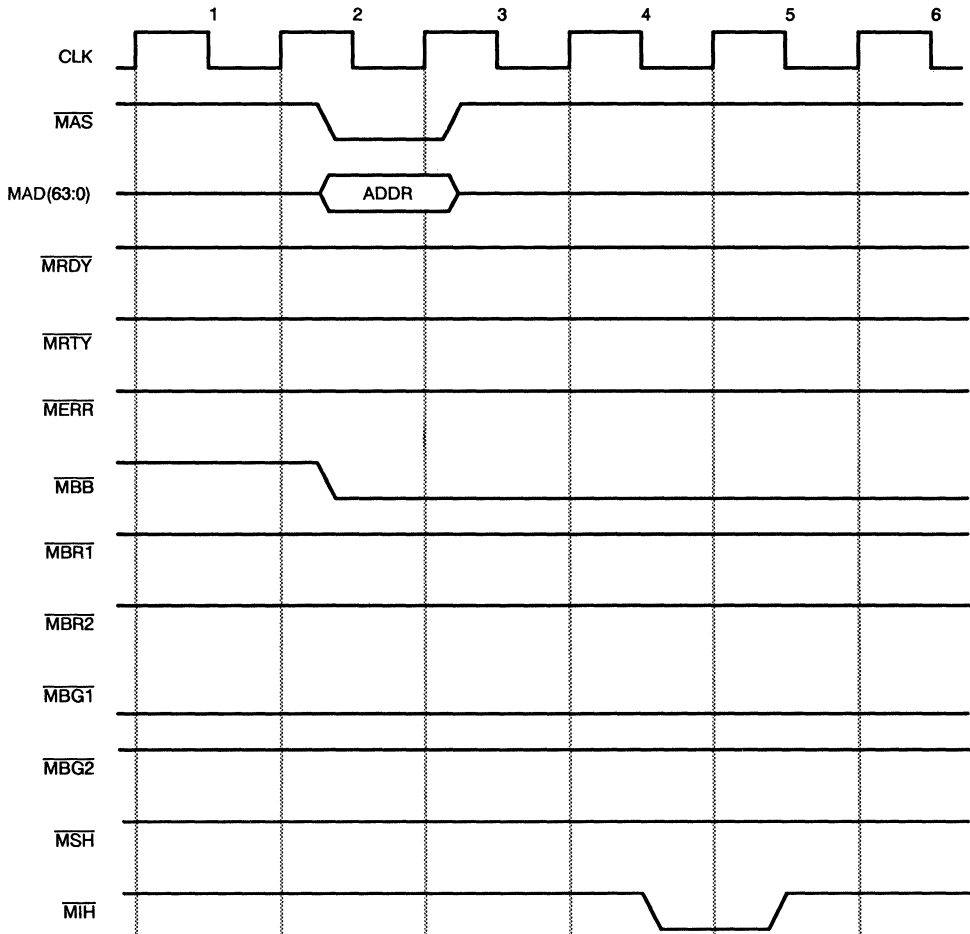 1 2 3 4 5 6
CLK
MAS
MAD(63:0)
ADDR
MRDY
MRTY
MERR
MBB
MBR1
MBR2
MBG1
MBG2
MSH
MIH